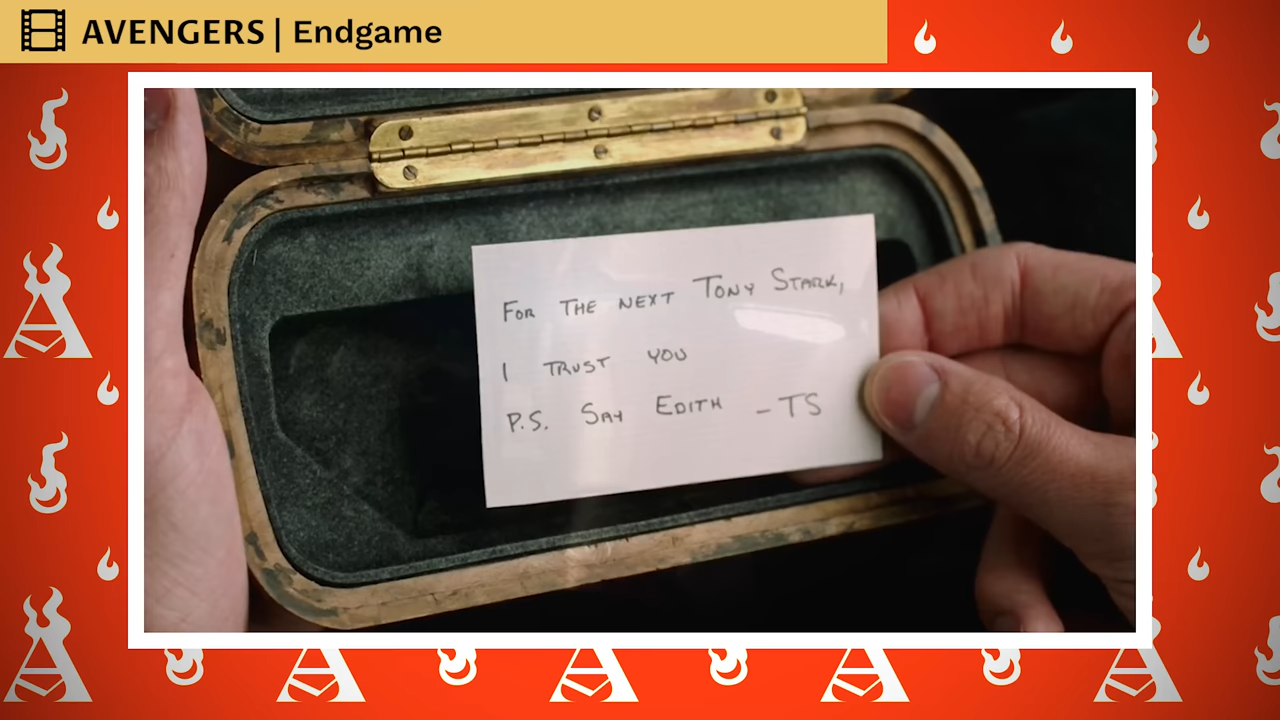 AVENGERS | Endgame
FOR THE NEXT TONY STARK,
I TRUST YOU
P.S. SAY EDITH -TS